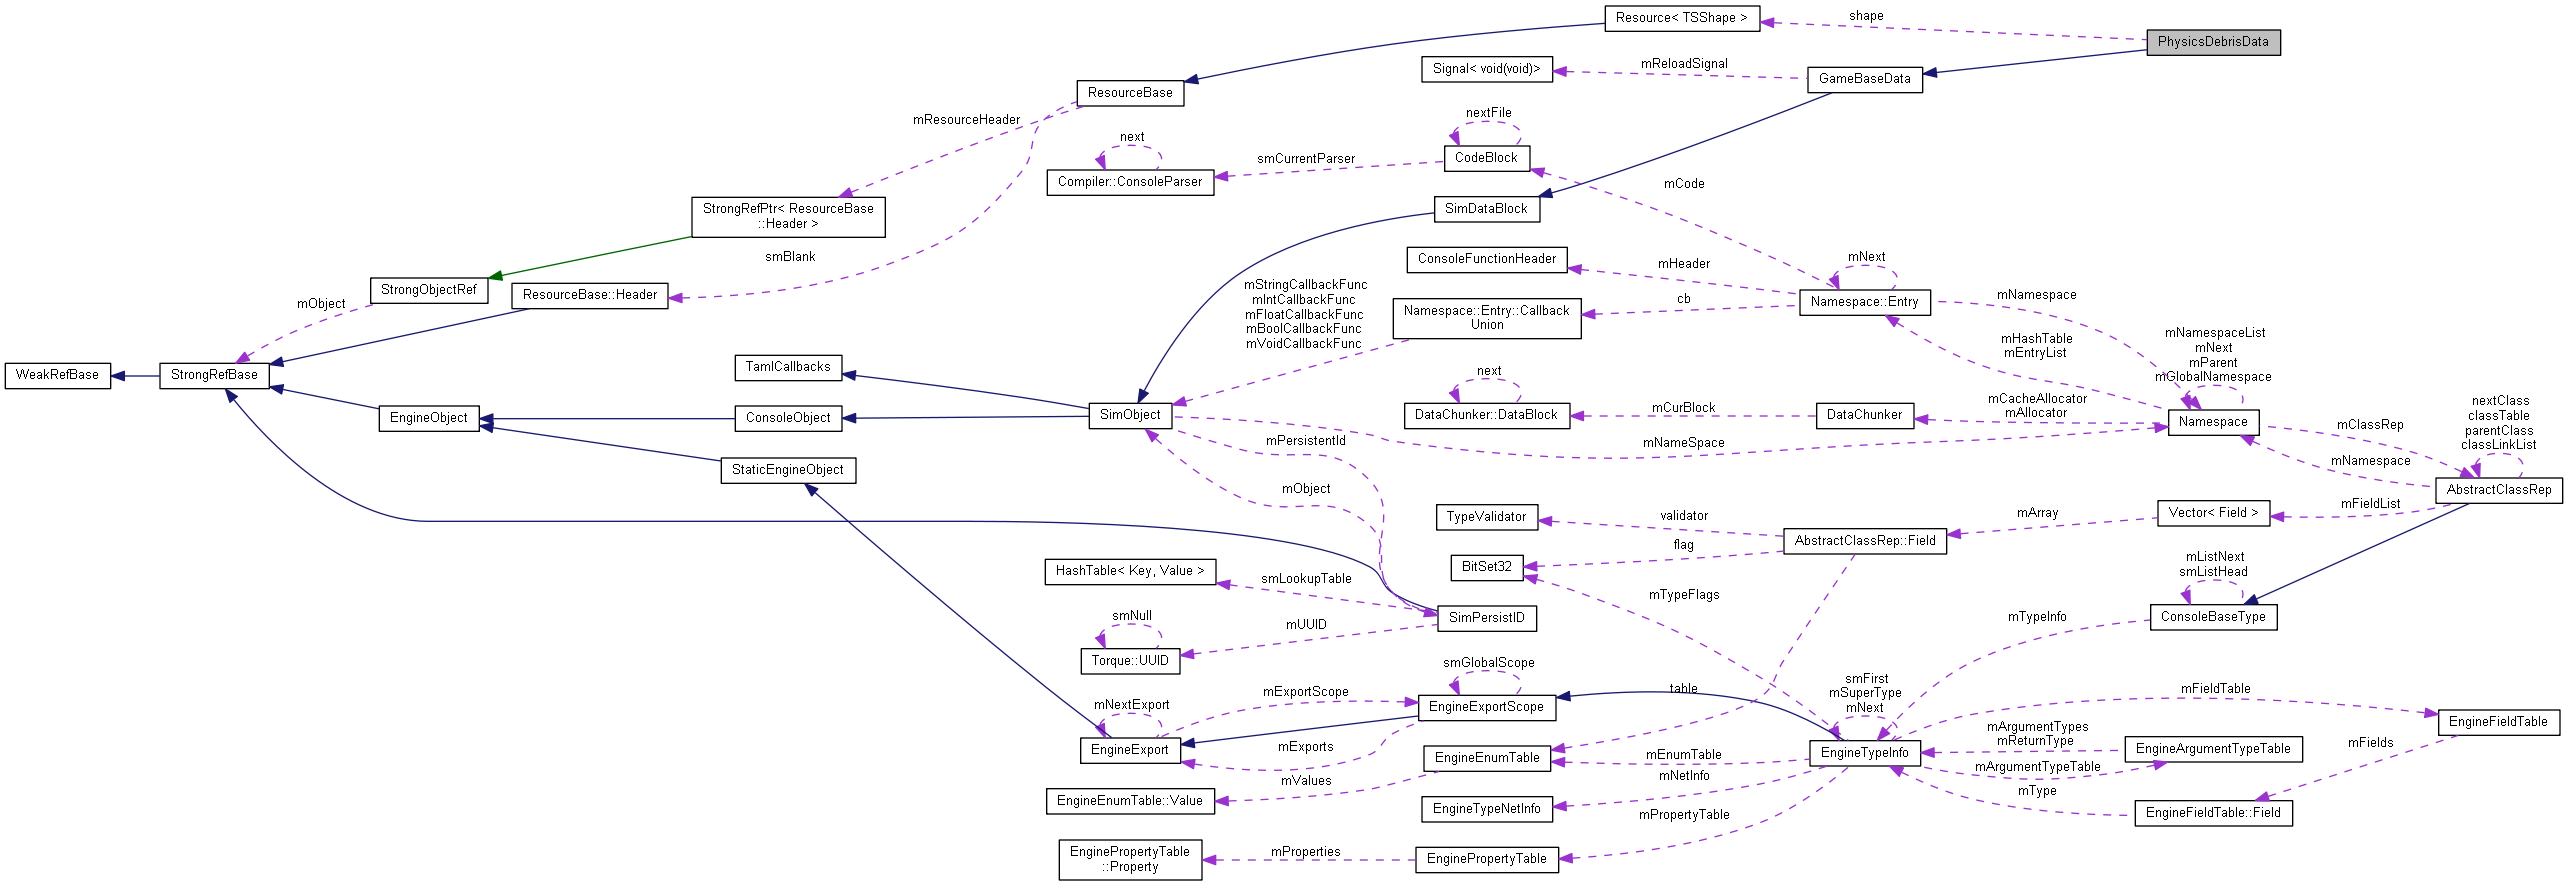 Resource< TSShape >
shape
PhysicsDebrisData
Signal< void(void)>
mReloadSignal
GameBaseData
ResourceBase
mResourceHeader
nextFile
next
smCurrentParser
CodeBlock
Compiler::ConsoleParser
mCode
StrongRefPtr< ResourceBase
::Header >
SimDataBlock
smBlank
ConsoleFunctionHeader
mHeader
mNext
StrongObjectRef
ResourceBase::Header
mObject
mStringCallbackFunc
mIntCallbackFunc
mFloatCallbackFunc
mBoolCallbackFunc
mVoidCallbackFunc
Namespace::Entry::Callback
Union
cb
Namespace::Entry
mNamespace
mHashTable
mEntryList
mNamespaceList
mNext
mParent
mGlobalNamespace
WeakRefBase
StrongRefBase
TamlCallbacks
next
EngineObject
ConsoleObject
SimObject
DataChunker::DataBlock
mCurBlock
DataChunker
mCacheAllocator
mAllocator
Namespace
mClassRep
nextClass
classTable
parentClass
classLinkList
mPersistentId
mNameSpace
mNamespace
StaticEngineObject
mObject
AbstractClassRep
TypeValidator
validator
mArray
Vector< Field >
mFieldList
flag
AbstractClassRep::Field
HashTable< Key, Value >
smLookupTable
BitSet32
mTypeFlags
mListNext
smListHead
smNull
mUUID
SimPersistID
mTypeInfo
ConsoleBaseType
Torque::UUID
smGlobalScope
mNextExport
mExportScope
EngineExportScope
table
smFirst
mSuperType
mNext
mFieldTable
EngineExport
mExports
EngineEnumTable
mEnumTable
EngineTypeInfo
mArgumentTypes
mReturnType
EngineArgumentTypeTable
EngineFieldTable
mFields
mValues
mNetInfo
mArgumentTypeTable
EngineEnumTable::Value
EngineTypeNetInfo
mType
EngineFieldTable::Field
mPropertyTable
EnginePropertyTable
::Property
mProperties
EnginePropertyTable